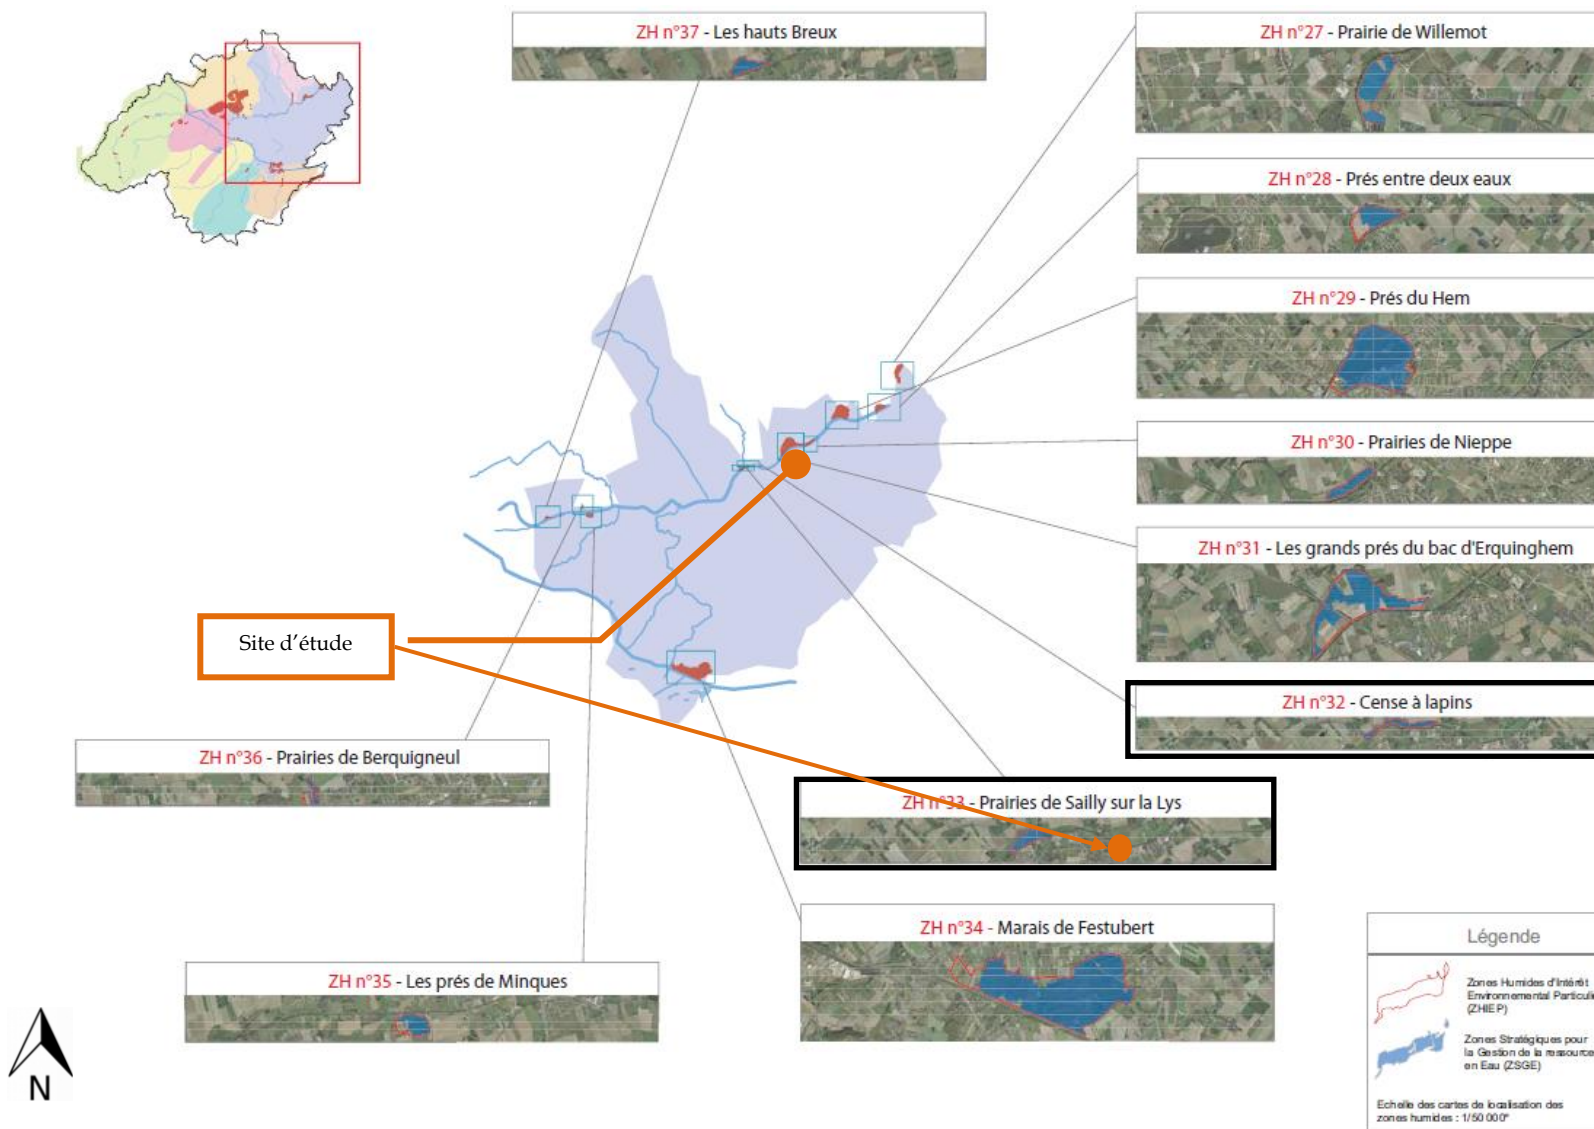 ZH n°37 - Les hauts Breux
ZH n°27 - Prairie de Willemot
ZH n°28 - Prés entre deux eaux
ZH n°29 - Prés du Hem
ZH n°30 - Prairies de Nieppe
ZH n°31 - Les grands prés du bac d'Erquinghem
Site d'étude
ZH n°32 - Cense à lapins
ZH n°36 - Prairies de Berquigneul
ZH n°33 - Prairies de Sailly sur la Lys
ZH n°34 - Marais de Festubert
ZH n°35 - Les prés de Minques
N
Légende
Zones Humides d'Intérêt
Environnemental Particulie
(ZHIEP)
Zones Stratégiques pour
la Gestion de la ressource
en Eau (ZSGE)
Echelle des cartes de localisation des
zones humides : 1/50 000°